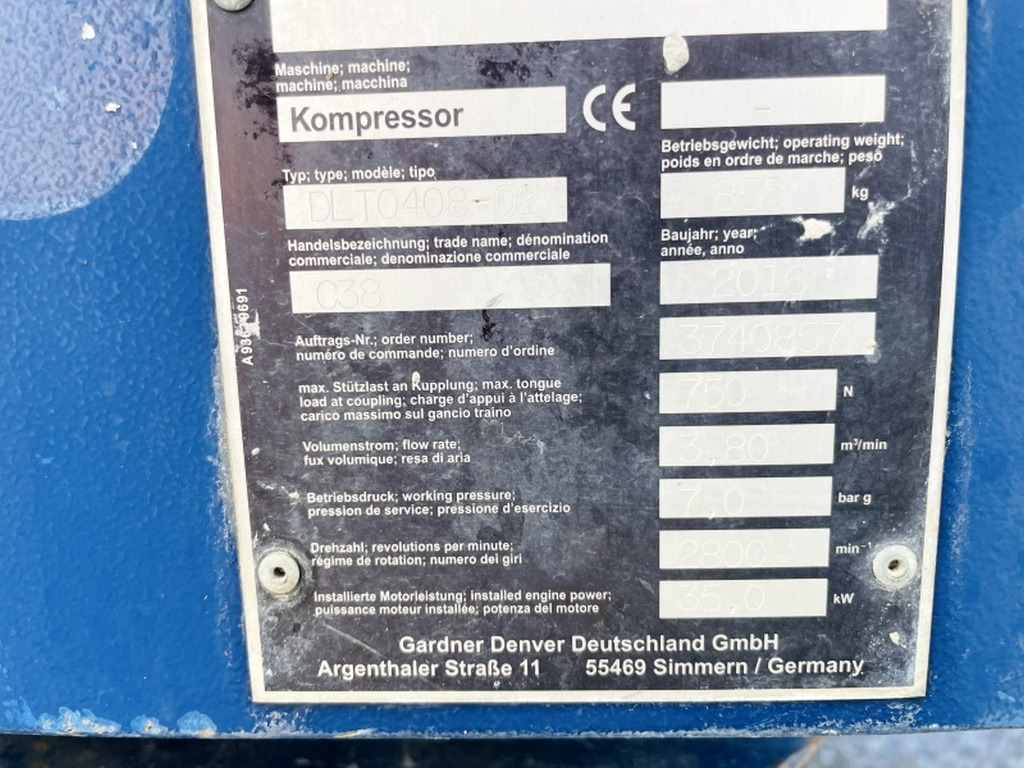 Maschine; machine;
machine; macchina
Kompressor
CE
-
Betriebsgewicht; operating weight;
poids en ordre de marche; peso
Typ; type; modèle; tipo
DLT0408-02
855 kg
Handelsbezeichnung; trade name; dénomination
commerciale; denominazione commerciale
C38
Baujahr; year;
année, anno
2016
Auftrags-Nr.; order number;
numéro de commande; numero d'ordine
3740857
max. Stützlast an Kupplung; max. tongue
load at coupling; charge d'appui à l'attelage;
carico massimo sul gancio traino
750 N
Volumenstrom; flow rate;
fux volumique; resa di aria
3,80 m³/min
Betriebsdruck; working pressure;
pression de service; pressione d'esercizio
7,0 bar g
Drehzahl; revolutions per minute;
régime de rotation; numero dei giri
2800 min⁻¹
Installierte Motorleistung; installed engine power;
puissance moteur installée; potenza del motore
35,0 kW
Gardner Denver Deutschland GmbH
Argenthaler Straße 11 55469 Simmern / Germany